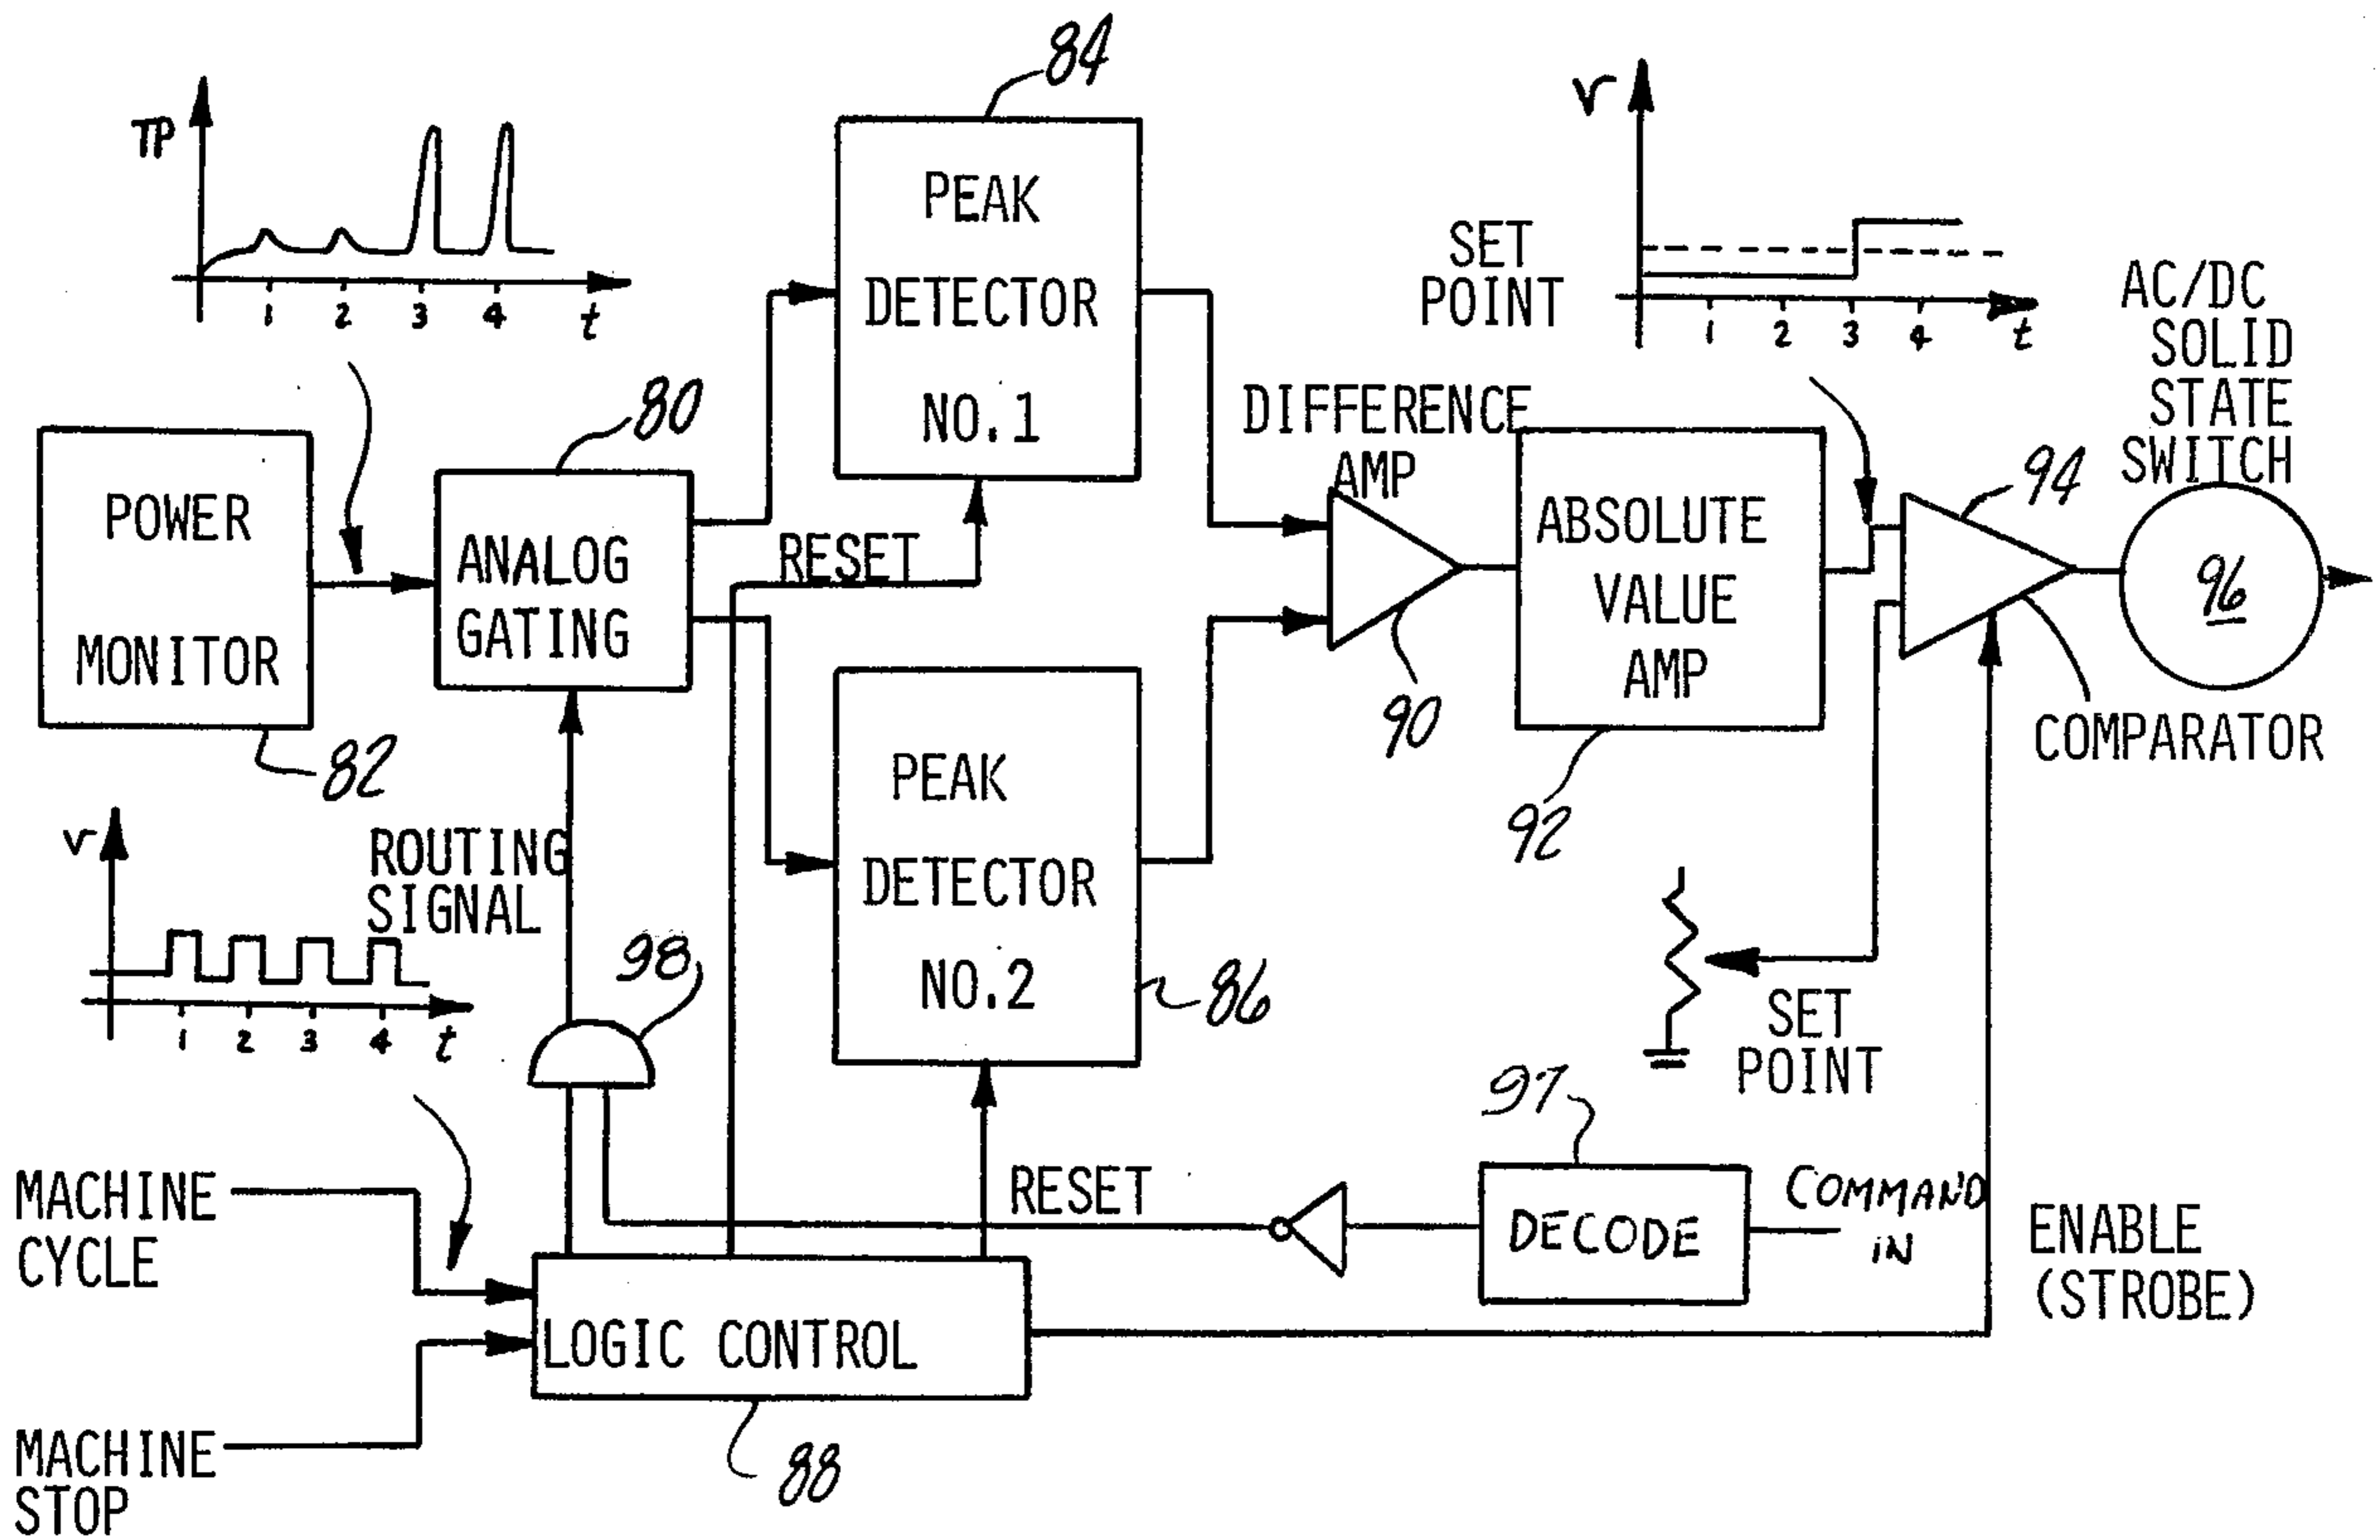 84
TP
1 2 3 4 t
V
SET
POINT
1 2 3 4 t
AC/DC
SOLID
STATE
SWITCH
PEAK
DETECTOR
NO.1
80
DIFFERENCE
AMP
94
POWER
MONITOR
ANALOG
GATING
RESET
ABSOLUTE
VALUE
AMP
96
90
COMPARATOR
82
92
V
1 2 3 4 t
ROUTING
SIGNAL
98
PEAK
DETECTOR
NO.2
86
SET
POINT
97
MACHINE
CYCLE
RESET
DECODE
COMMAND
IN
ENABLE
(STROBE)
LOGIC CONTROL
MACHINE
STOP
88